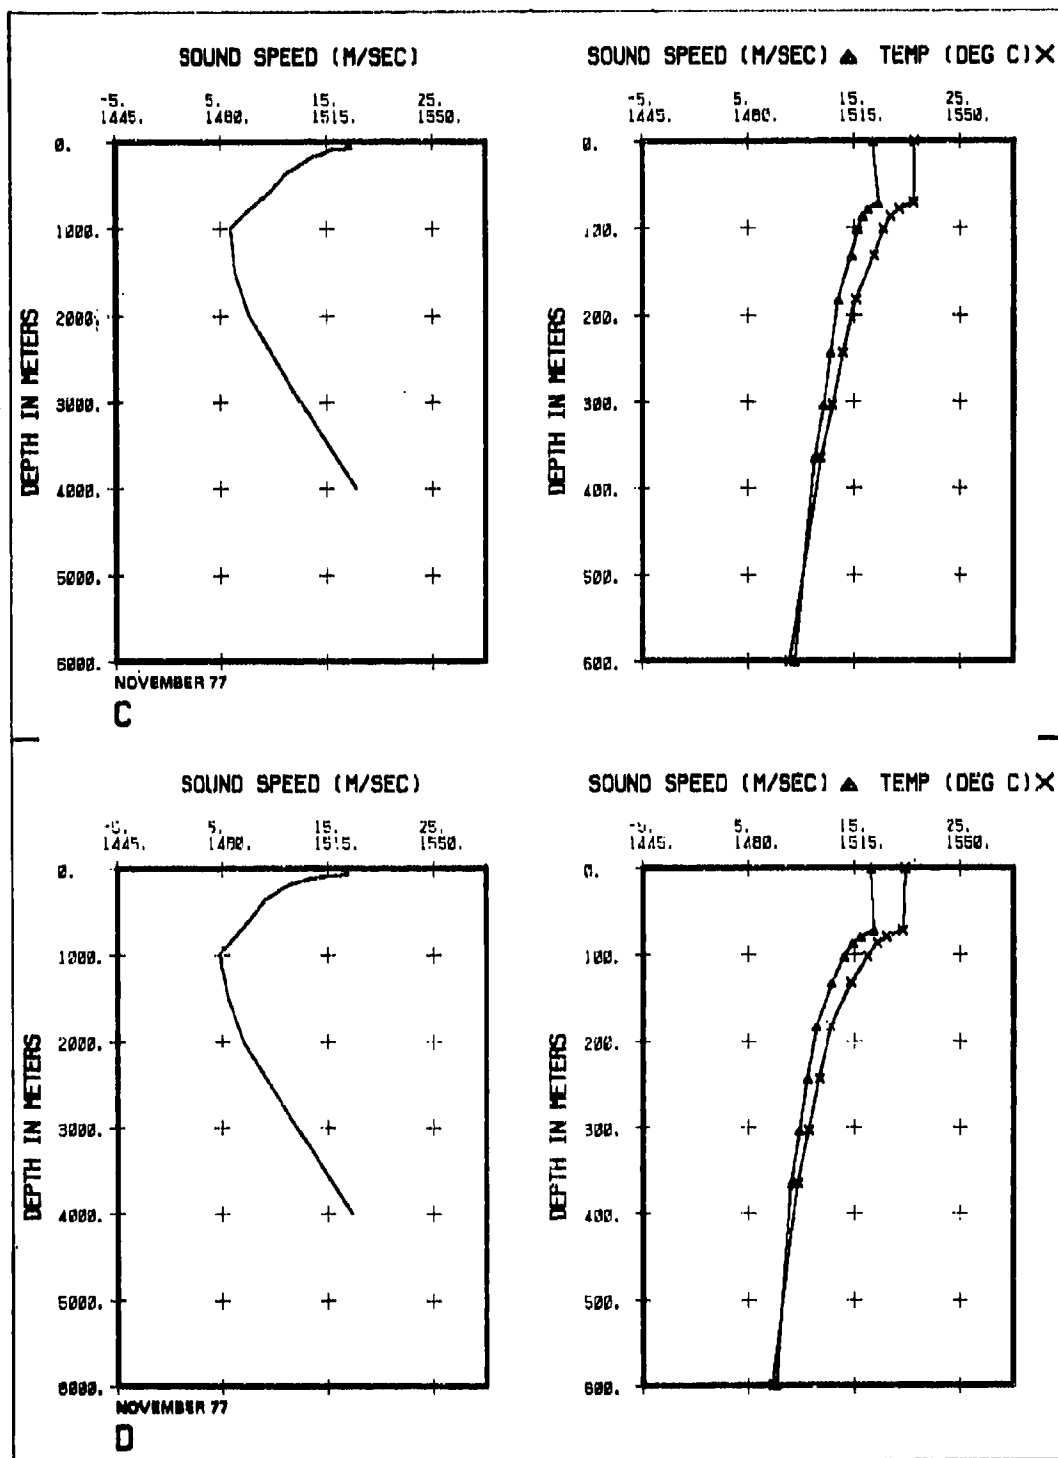 SOUND SPEED (M/SEC)
SOUND SPEED (M/SEC) ▲ TEMP (DEG C) X
-5. 5. 15. 25.
1445. 1480. 1515. 1550.
-5. 5. 15. 25.
1445. 1480. 1515. 1550.
DEPTH IN METERS
0.
1000.
2000.
3000.
4000.
5000.
6000.
DEPTH IN METERS
0.
100.
200.
300.
400.
500.
600.
NOVEMBER 77
C
SOUND SPEED (M/SEC)
SOUND SPEED (M/SEC) ▲ TEMP (DEG C) X
-5. 5. 15. 25.
1445. 1480. 1515. 1550.
-5. 5. 15. 25.
1445. 1480. 1515. 1550.
DEPTH IN METERS
0.
1000.
2000.
3000.
4000.
5000.
6000.
DEPTH IN METERS
0.
100.
200.
300.
400.
500.
600.
NOVEMBER 77
D